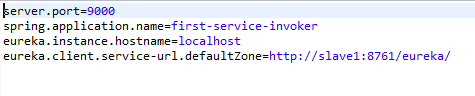 server.port=9000
spring.application.name=first-service-invoker
eureka.instance.hostname=localhost
eureka.client.service-url.defaultZone=http://slave1:8761/eureka/